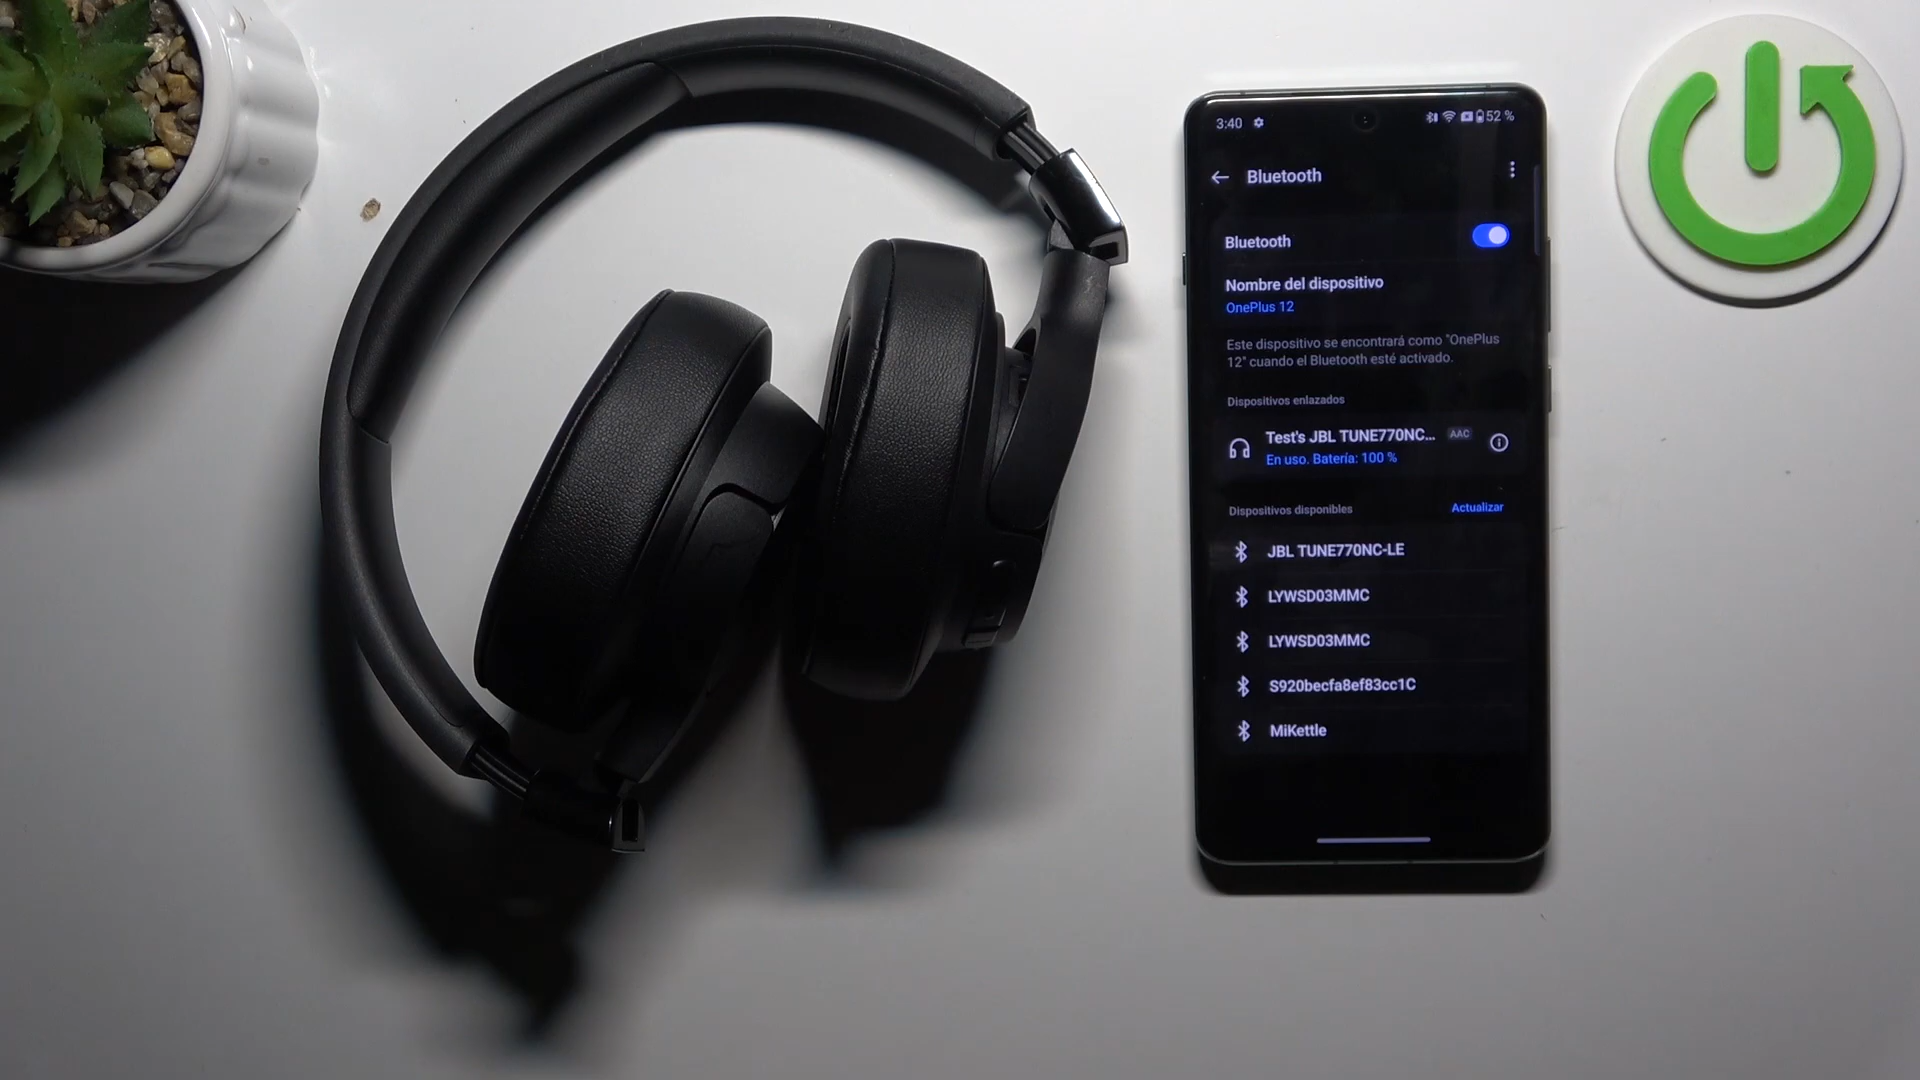 3:40
52 %
Bluetooth
Bluetooth
Nombre del dispositivo
OnePlus 12
Este dispositivo se encontrará como "OnePlus
12" cuando el Bluetooth esté activado.
Dispositivos enlazados
Test's JBL TUNE770NC... AAC
En uso. Batería: 100 %
Dispositivos disponibles Actualizar
JBL TUNE770NC-LE
LYWSD03MMC
LYWSD03MMC
S920becfa8ef83cc1C
MiKettle